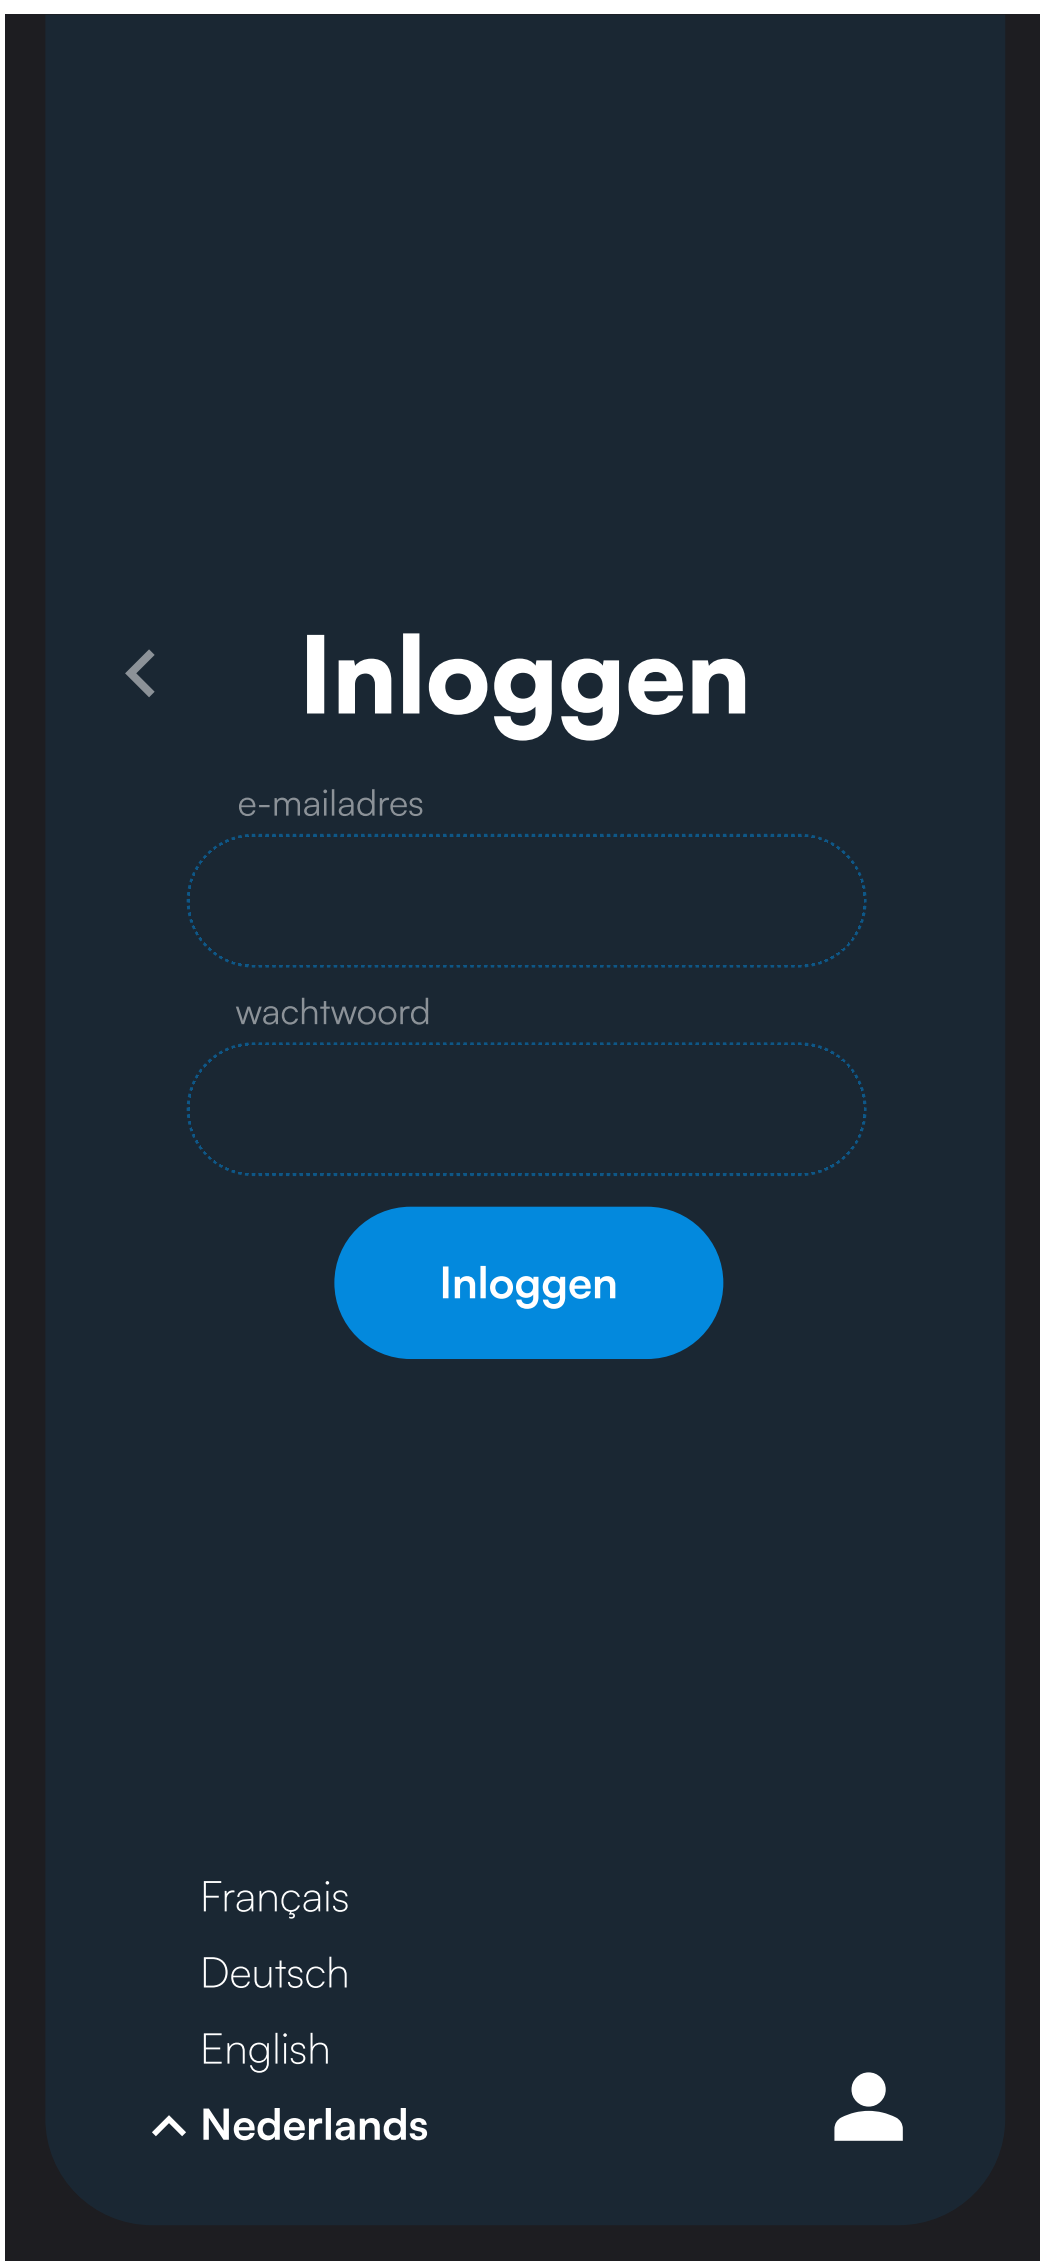 Inloggen
e-mailadres
wachtwoord
Inloggen
Français
Deutsch
English
Nederlands